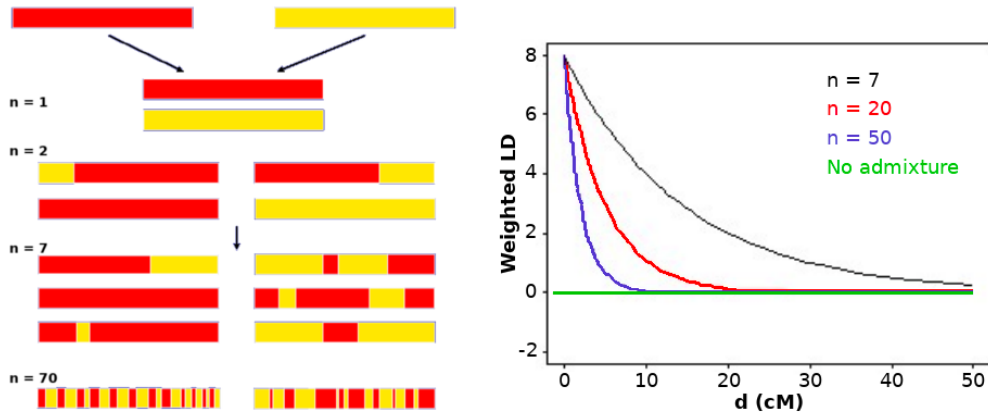 n = 1
n = 2
n = 7
n = 70
Weighted LD
8
6
4
2
0
-2
n = 7
n = 20
n = 50
No admixture
0 10 20 30 40 50
d (cM)